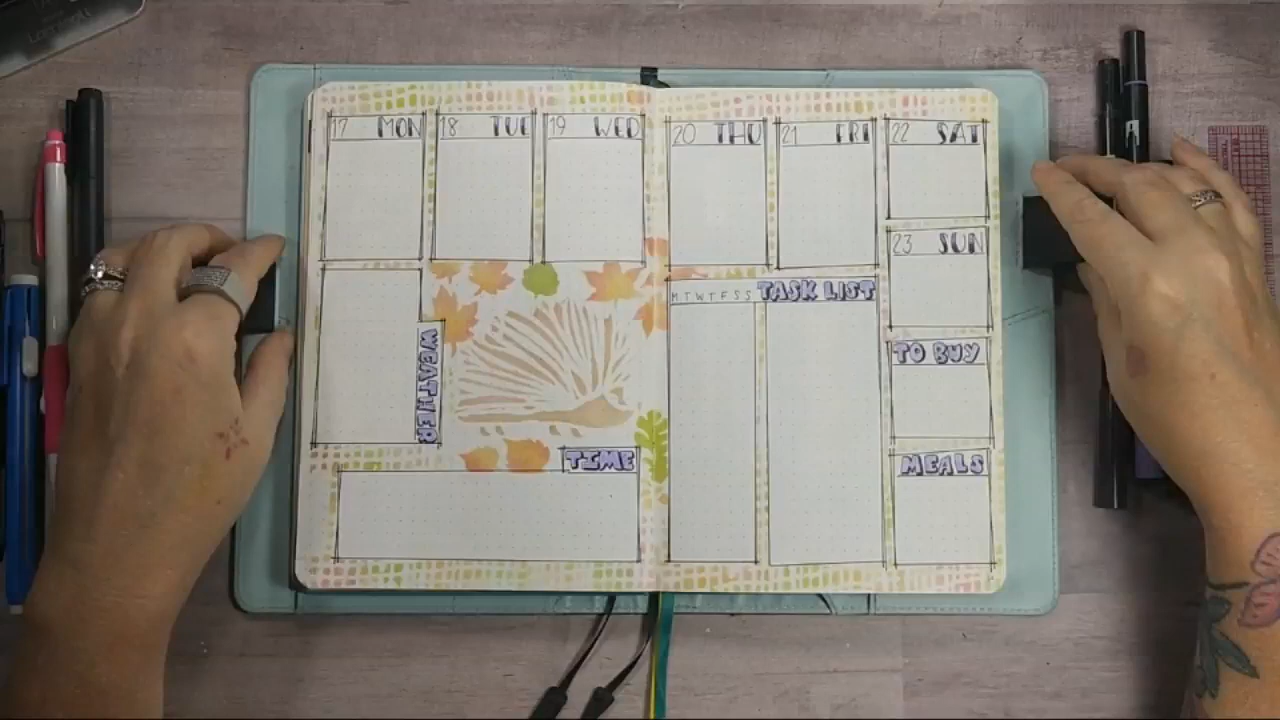 17 MON
18 TUE
19 WED
20 THU
21 FRI
22 SAT
23 SUN
WEATHER
TIME
M T W T F S S
TASK LIST
TO BUY
MEALS